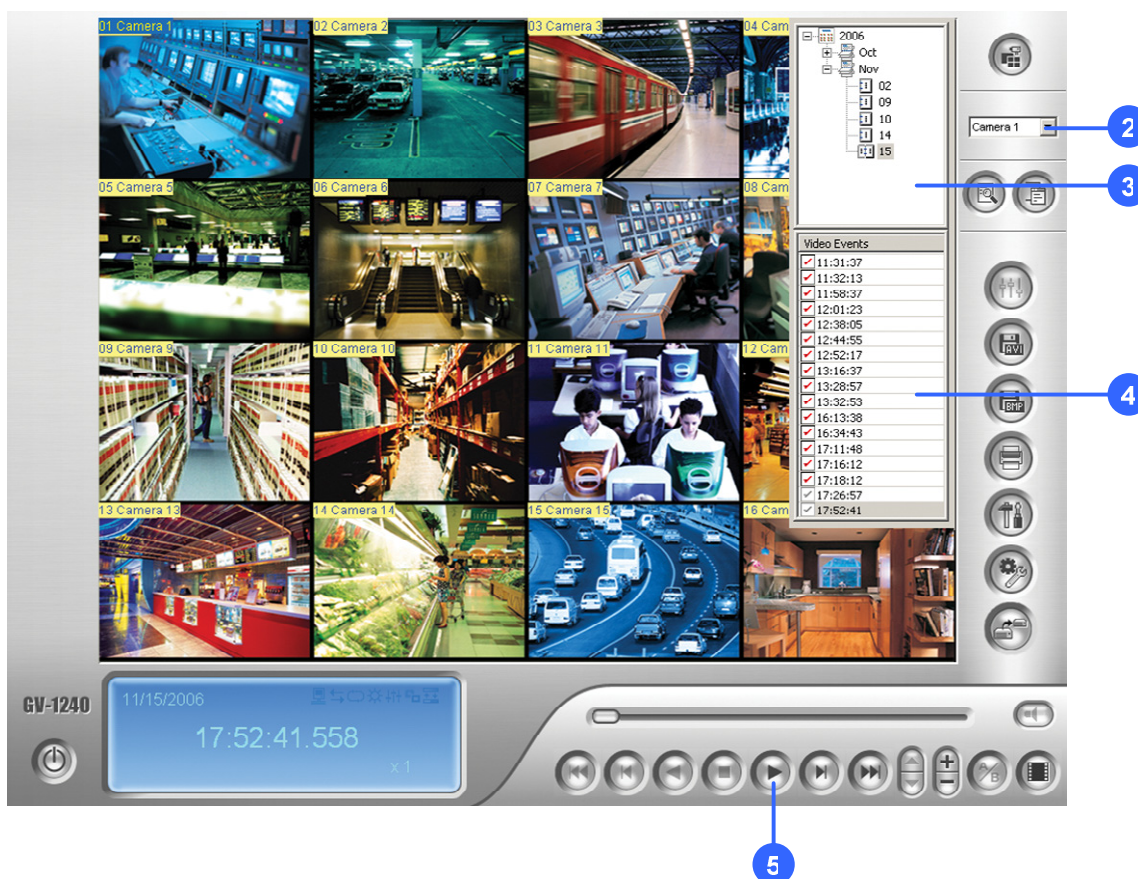 01 Camera 1
02 Camera 2
03 Camera 3
04 Cam
2006
Oct
Nov
02
09
10
14
15
Camera 1
2
3
05 Camera 5
06 Camera 6
07 Camera 7
08 Cam
Video Events
11:31:37
11:32:13
11:58:37
12:01:23
12:38:05
12:44:55
12:52:17
13:16:37
13:28:57
13:32:53
16:13:38
16:34:43
17:11:48
17:16:12
17:18:12
17:26:57
17:52:41
AVI
BMP
4
09 Camera 9
10 Camera 10
11 Camera 11
12 Cam
13 Camera 13
14 Camera 14
15 Camera 15
16 Cam
GV-1240
11/15/2006
17:52:41.558
x 1
A/B
5